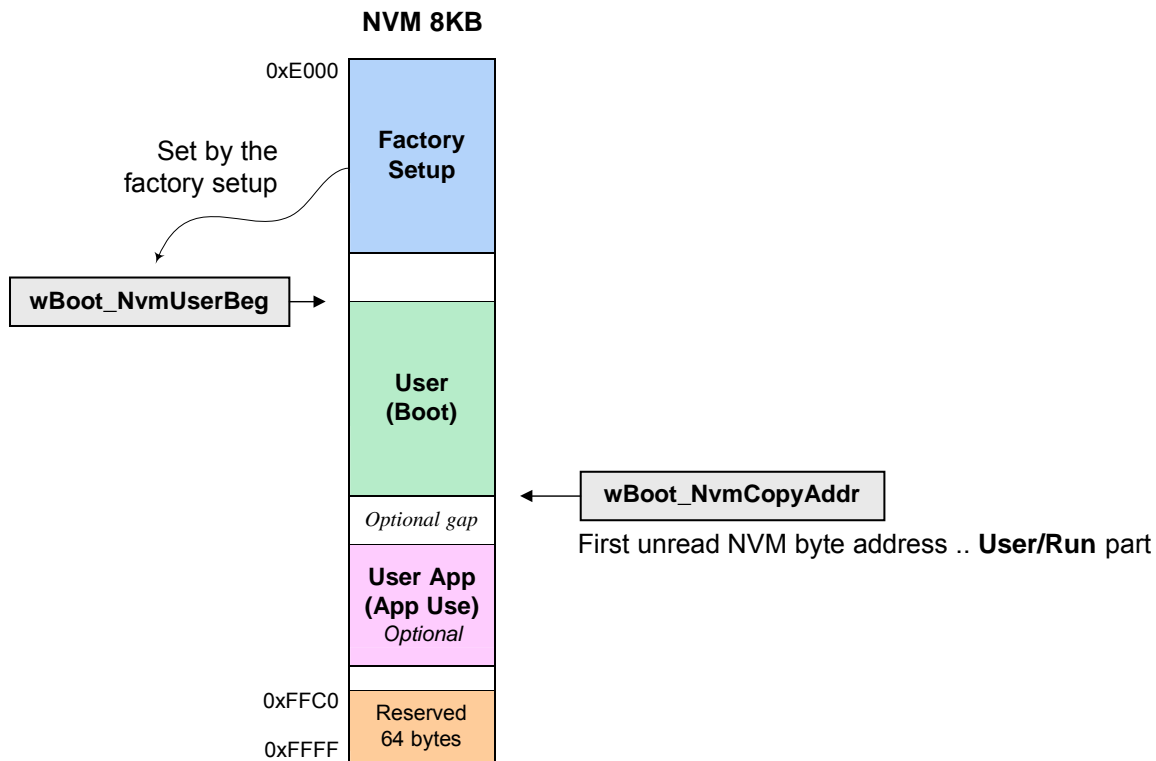 NVM 8KB
0xE000
Factory
Setup
Set by the
factory setup
wBoot_NvmUserBeg
User
(Boot)
wBoot_NvmCopyAddr
Optional gap
First unread NVM byte address .. User/Run part
User App
(App Use)
Optional
0xFFC0
Reserved
64 bytes
0xFFFF